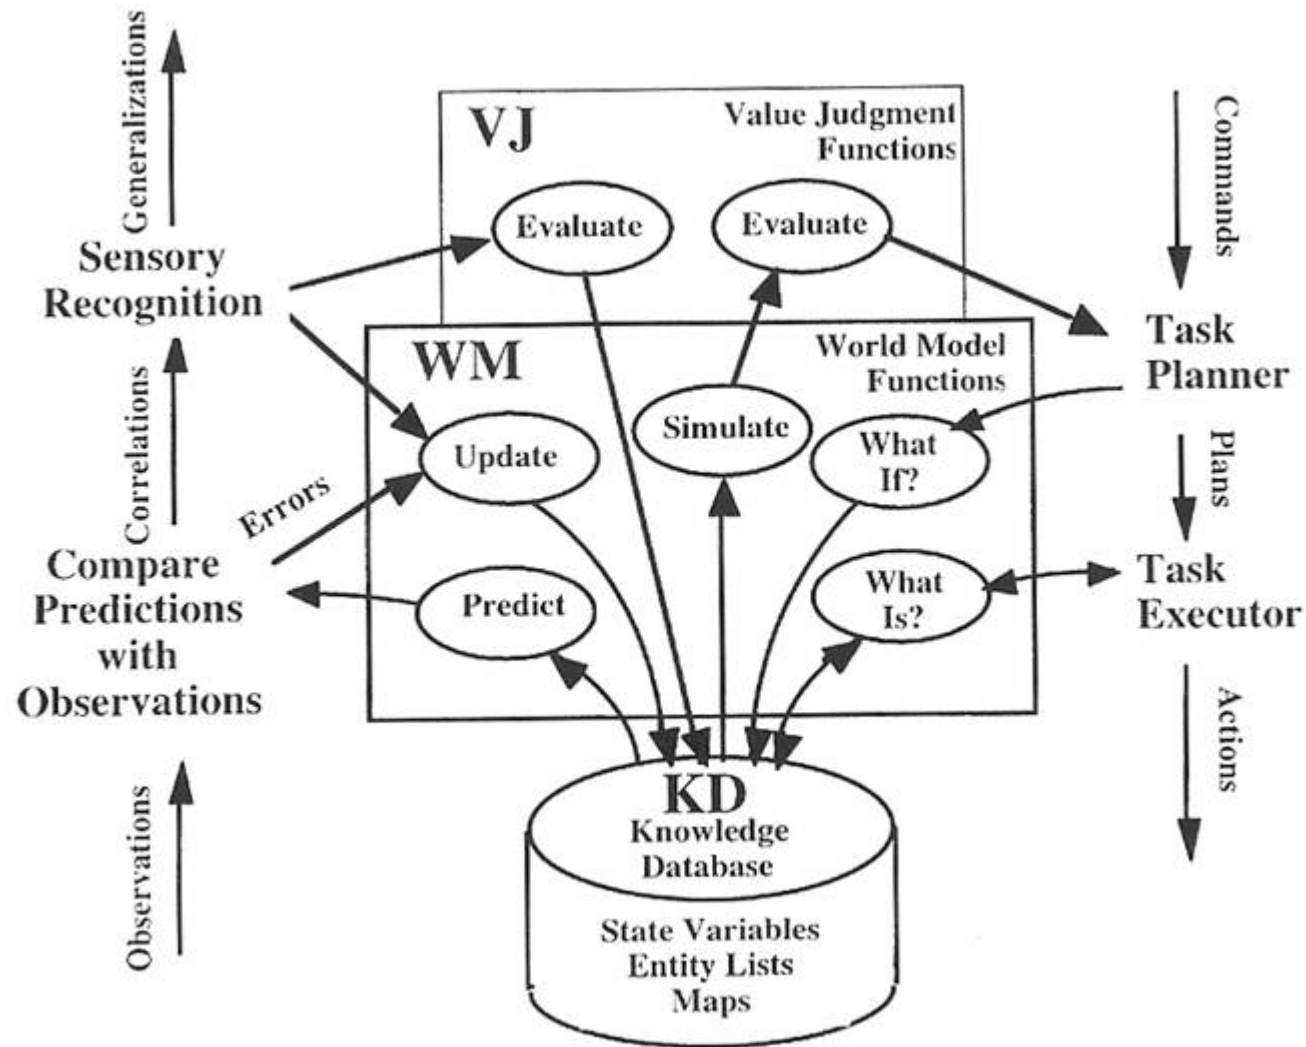 Generalizations
Sensory
Recognition
Correlations
Errors
Compare
Predictions
with
Observations
Observations
VJ
Value Judgment
Functions
Evaluate
Evaluate
WM
World Model
Functions
Update
Simulate
What
If?
Predict
What
Is?
KD
Knowledge
Database
State Variables
Entity Lists
Maps
Commands
Task
Planner
Plans
Task
Executor
Actions